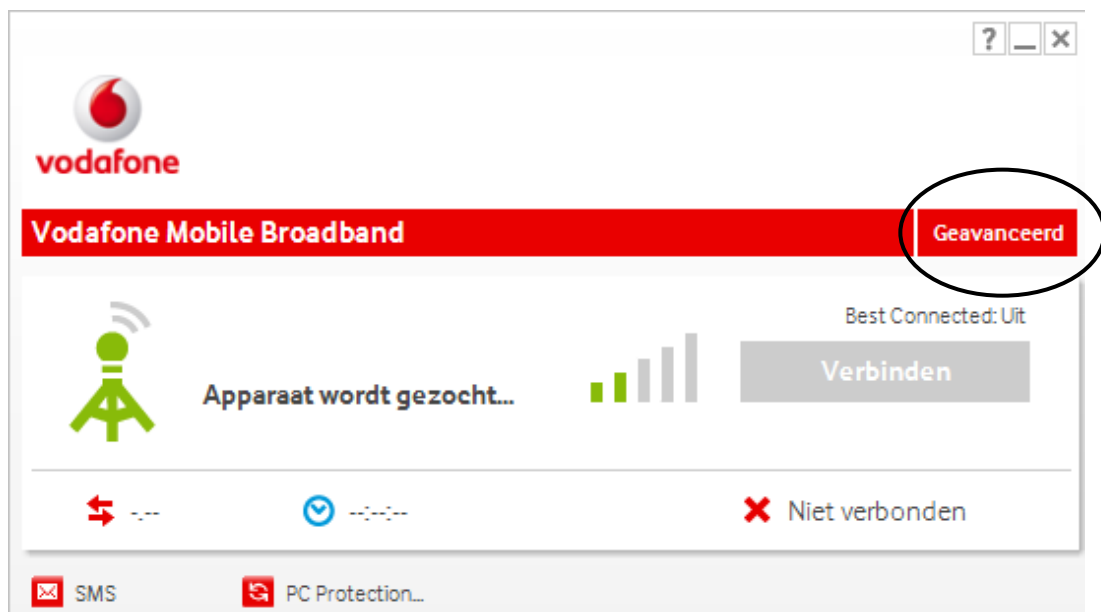 ?
vodafone
Vodafone Mobile Broadband Geavanceerd
Best Connected: Uit
Verbinden
Apparaat wordt gezocht...
-.-- --:--:-- Niet verbonden
SMS PC Protection...